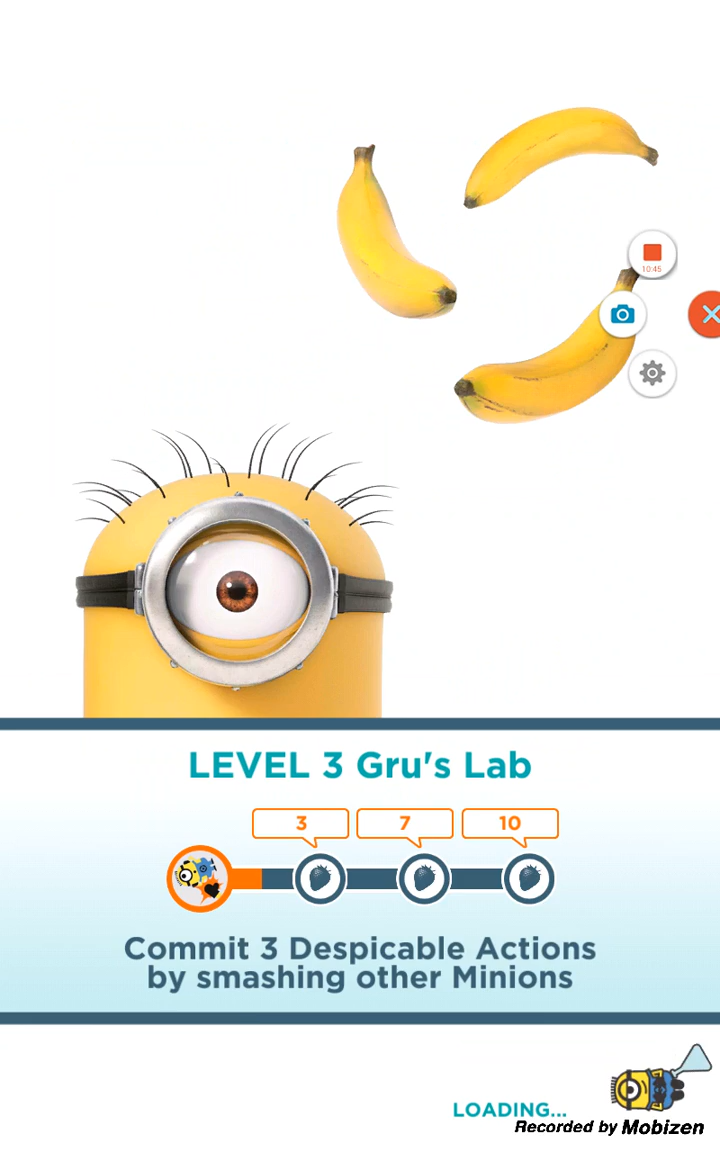 10:45
LEVEL 3 Gru's Lab
3 7 10
Commit 3 Despicable Actions
by smashing other Minions
LOADING...
Recorded by Mobizen